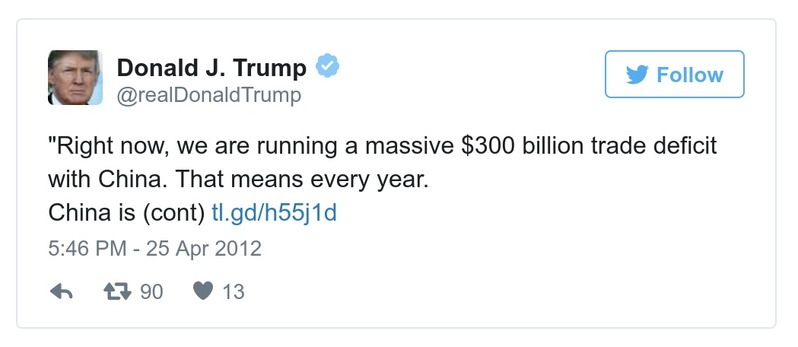 Donald J. Trump
@realDonaldTrump
Follow
"Right now, we are running a massive $300 billion trade deficit
with China. That means every year.
China is (cont) tl.gd/h55j1d
5:46 PM - 25 Apr 2012
90 13